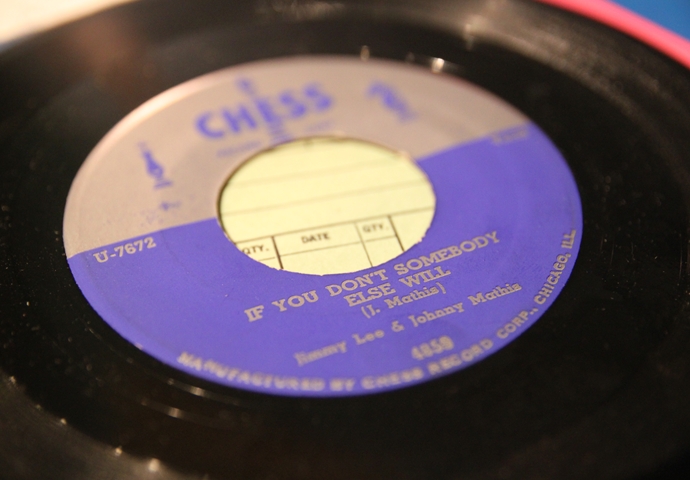 CHESS
U-7672
QTY. DATE QTY.
IF YOU DON'T SOMEBODY
ELSE WILL
(J. Mathis)
Jimmy Lee & Johnny Mathis
4859
MANUFACTURED BY CHESS RECORD CORP., CHICAGO, ILL